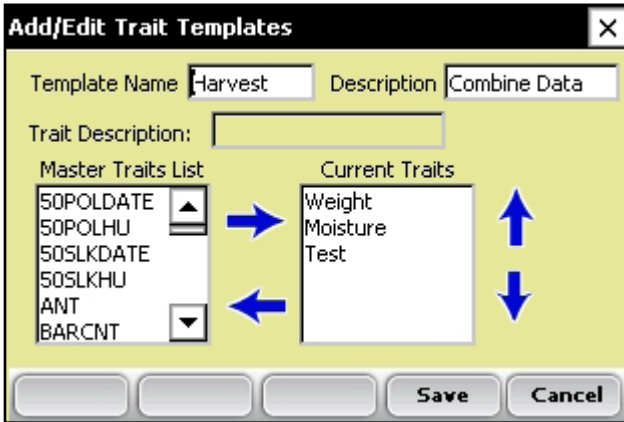 Add/Edit Trait Templates
Template Name Harvest Description Combine Data
Trait Description:
Master Traits List Current Traits
50POLDATE Weight
50POLHU Moisture
50SLKDATE Test
50SLKHU
ANT
BARCNT
Save Cancel